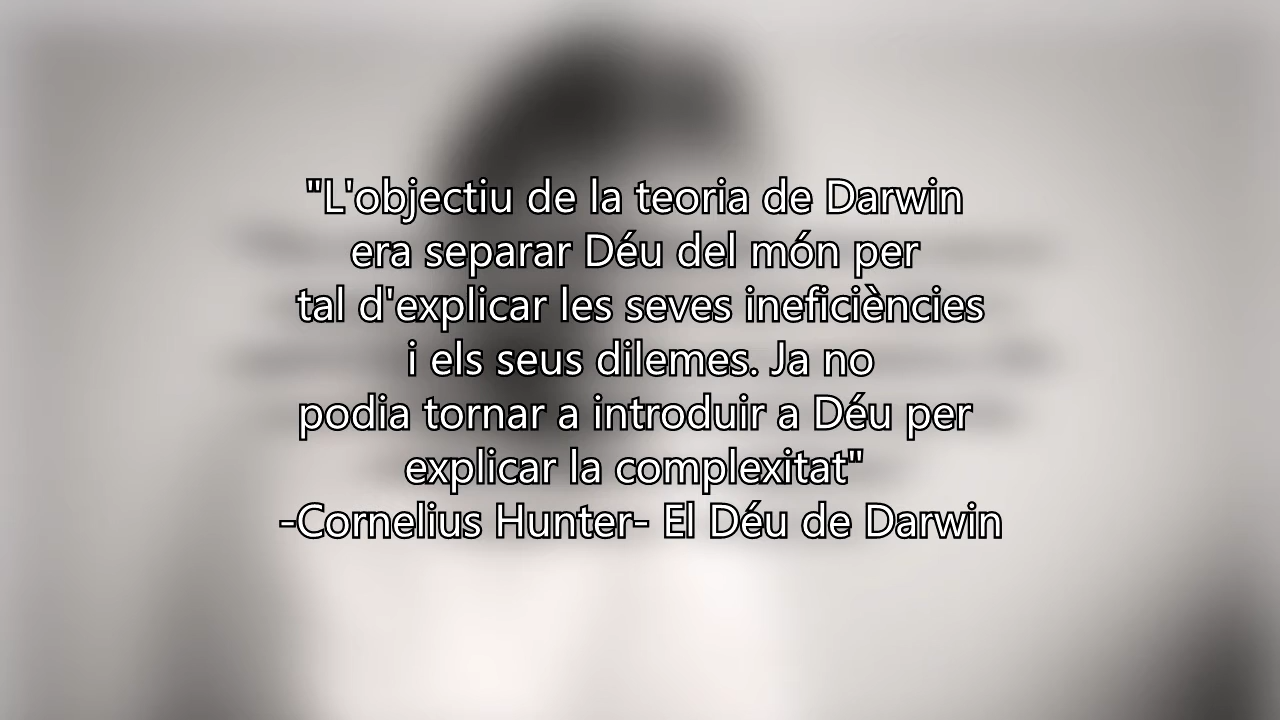 "L'objectiu de la teoria de Darwin
era separar Déu del món per
tal d'explicar les seves ineficiències
i els seus dilemes. Ja no
podia tornar a introduir a Déu per
explicar la complexitat"
-Cornelius Hunter- El Déu de Darwin